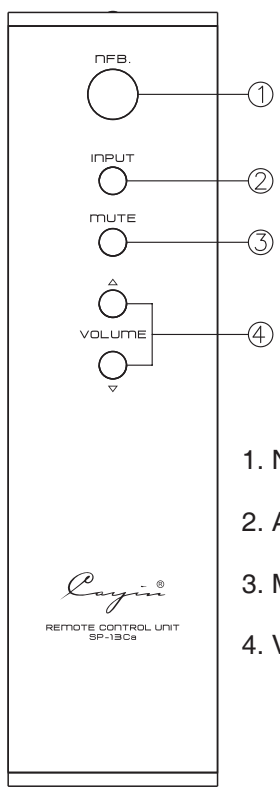 NFB.
①
INPUT
②
MUTE
③
VOLUME
④
1. N
2. A
3. M
4. V
Cayin®
REMOTE CONTROL UNIT
SP-13Ca